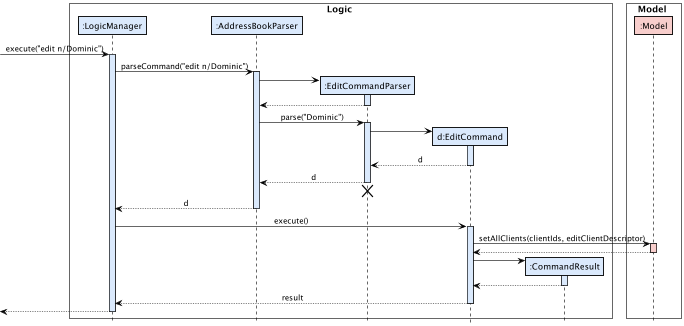 Logic
Model
:LogicManager
:AddressBookParser
:Model
execute("edit n/Dominic")
parseCommand("edit n/Dominic")
:EditCommandParser
parse("Dominic")
d:EditCommand
d
d
d
execute()
setAllClients(clientIds, editClientDescriptor)
:CommandResult
result